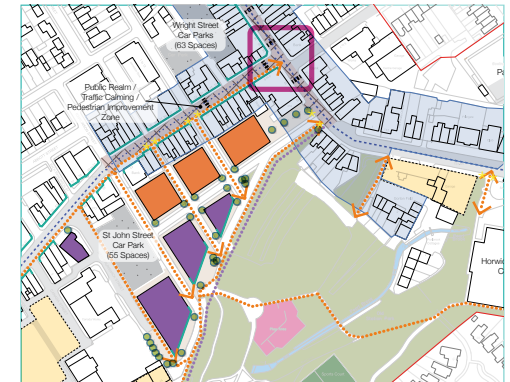 Wright Street
Car Parks
(63 Spaces)
Public Realm /
Traffic Calming /
Pedestrian Improvement
Zone
St John Street
Car Park
(55 Spaces)
Horwic
C
Pa